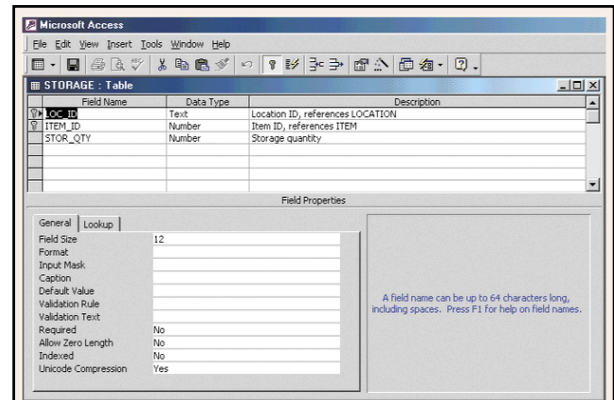 Microsoft Access
File Edit View Insert Tools Window Help
STORAGE : Table
Field Name Data Type Description
LOC_ID Text Location ID, references LOCATION
ITEM_ID Number Item ID, references ITEM
STOR_QTY Number Storage quantity
Field Properties
General Lookup
Field Size 12
Format
Input Mask
Caption
Default Value
Validation Rule
Validation Text
Required No
Allow Zero Length No
Indexed No
Unicode Compression Yes
A field name can be up to 64 characters long,
including spaces. Press F1 for help on field names.